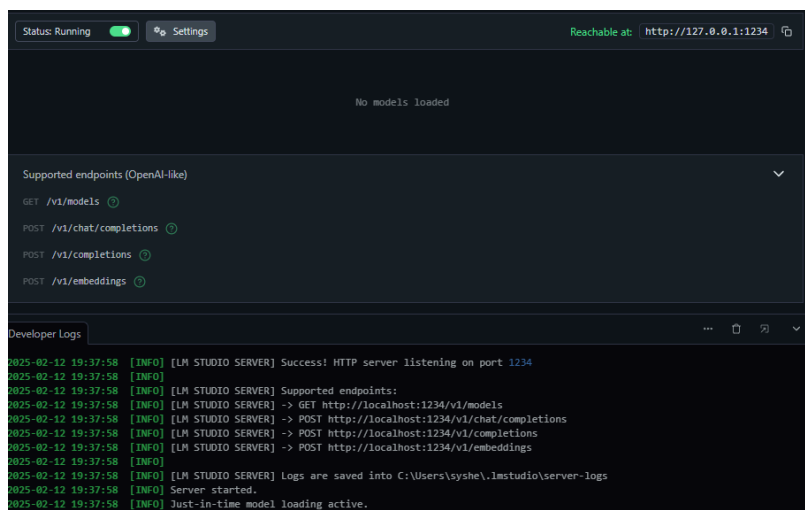 Status: Running Settings Reachable at: http://127.0.0.1:1234
No models loaded
Supported endpoints (OpenAI-like)
GET /v1/models
POST /v1/chat/completions
POST /v1/completions
POST /v1/embeddings
Developer Logs
2025-02-12 19:37:58 [INFO] [LM STUDIO SERVER] Success! HTTP server listening on port 1234
2025-02-12 19:37:58 [INFO]
2025-02-12 19:37:58 [INFO] [LM STUDIO SERVER] Supported endpoints:
2025-02-12 19:37:58 [INFO] [LM STUDIO SERVER] -> GET http://localhost:1234/v1/models
2025-02-12 19:37:58 [INFO] [LM STUDIO SERVER] -> POST http://localhost:1234/v1/chat/completions
2025-02-12 19:37:58 [INFO] [LM STUDIO SERVER] -> POST http://localhost:1234/v1/completions
2025-02-12 19:37:58 [INFO] [LM STUDIO SERVER] -> POST http://localhost:1234/v1/embeddings
2025-02-12 19:37:58 [INFO]
2025-02-12 19:37:58 [INFO] [LM STUDIO SERVER] Logs are saved into C:\Users\syshe\.lmstudio\server-logs
2025-02-12 19:37:58 [INFO] Server started.
2025-02-12 19:37:58 [INFO] Just-in-time model loading active.